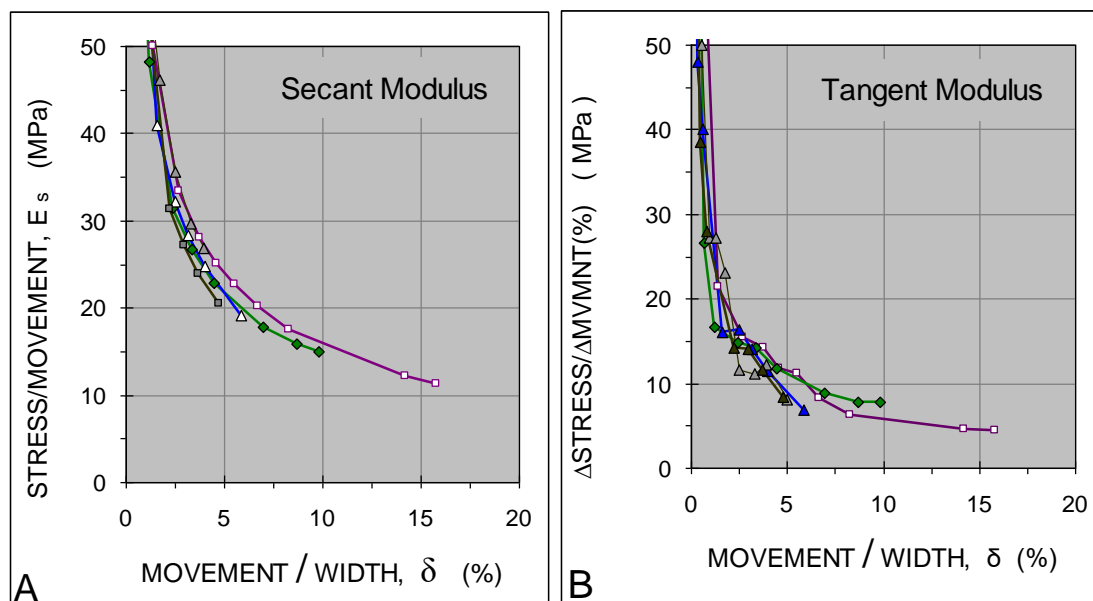 STRESS/MOVEMENT, E s (MPa)
50
40
30
20
10
0
Secant Modulus
0 5 10 15 20
MOVEMENT / WIDTH, δ (%)
A
ΔSTRESS/ΔMVMNT(%) ( MPa)
50
40
30
20
10
0
Tangent Modulus
0 5 10 15 20
MOVEMENT / WIDTH, δ (%)
B